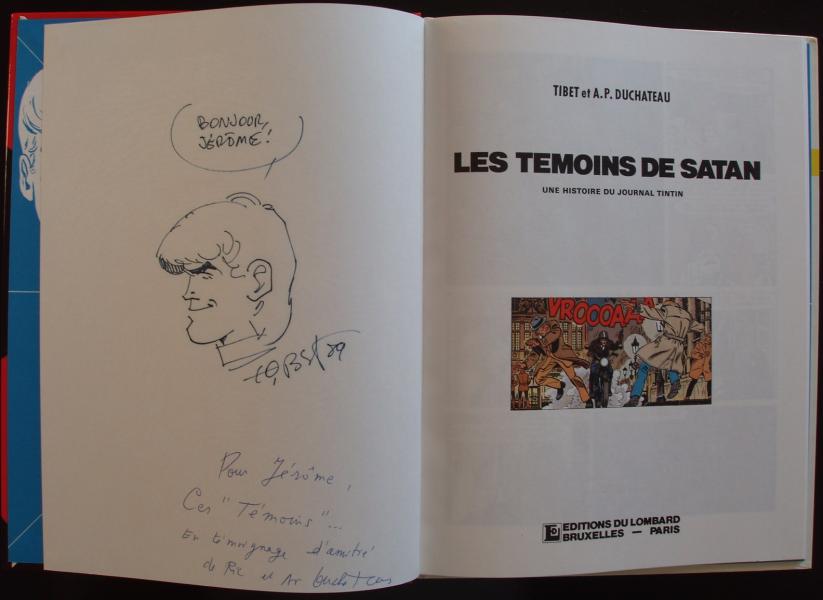 BONJOUR,
JÉRÔME!
TIBET 89
Pour Jérôme,
Ces "Témoins"...
En témoignage d'amitié
de Ric et AP Duchateau
TIBET et A.P. DUCHATEAU
LES TEMOINS DE SATAN
UNE HISTOIRE DU JOURNAL TINTIN
VROOOAA
EDITIONS DU LOMBARD
BRUXELLES — PARIS